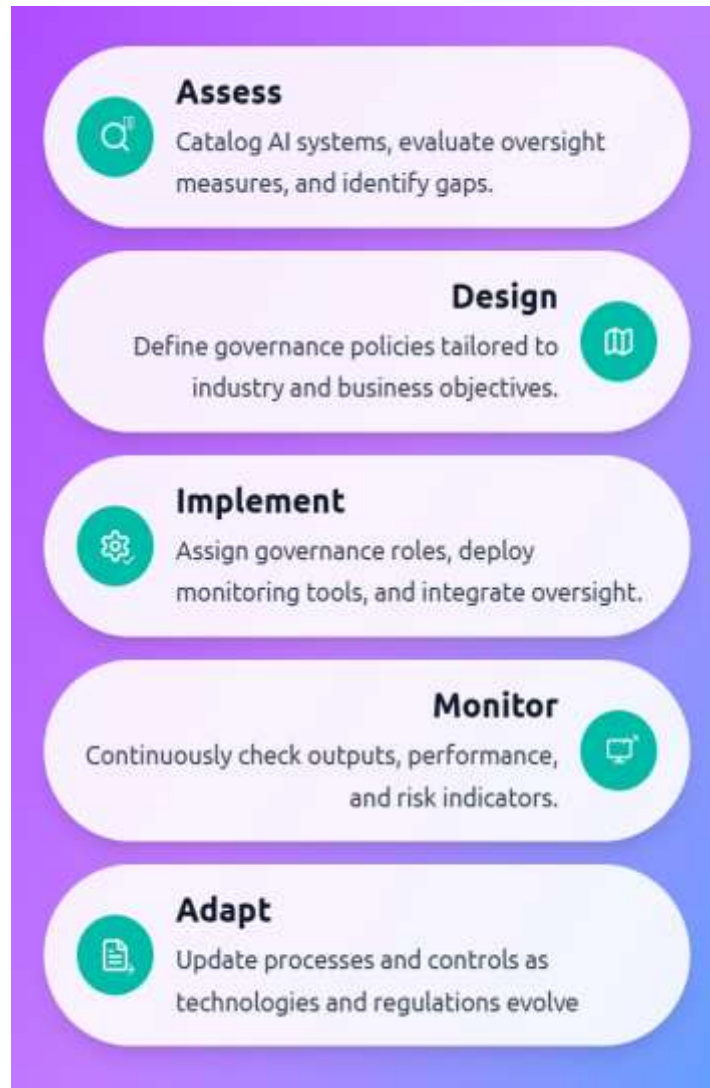 Assess
Catalog AI systems, evaluate oversight
measures, and identify gaps.
Design
Define governance policies tailored to
industry and business objectives.
Implement
Assign governance roles, deploy
monitoring tools, and integrate oversight.
Monitor
Continuously check outputs, performance,
and risk indicators.
Adapt
Update processes and controls as
technologies and regulations evolve